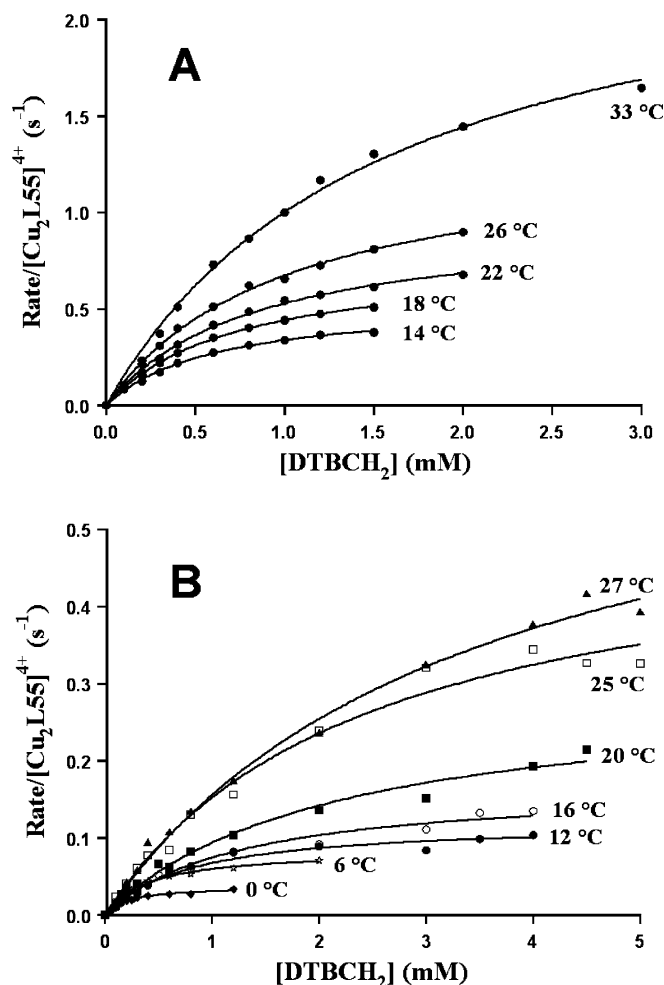 A
2.0
1.5
1.0
0.5
0.0
Rate/[Cu₂L55]⁴⁺ (s⁻¹)
33 °C
26 °C
22 °C
18 °C
14 °C
0.0 0.5 1.0 1.5 2.0 2.5 3.0
[DTBCH₂] (mM)
B
0.5
0.4
0.3
0.2
0.1
0.0
Rate/[Cu₂L55]⁴⁺ (s⁻¹)
27 °C
25 °C
20 °C
16 °C
12 °C
6 °C
0 °C
0 1 2 3 4 5
[DTBCH₂] (mM)